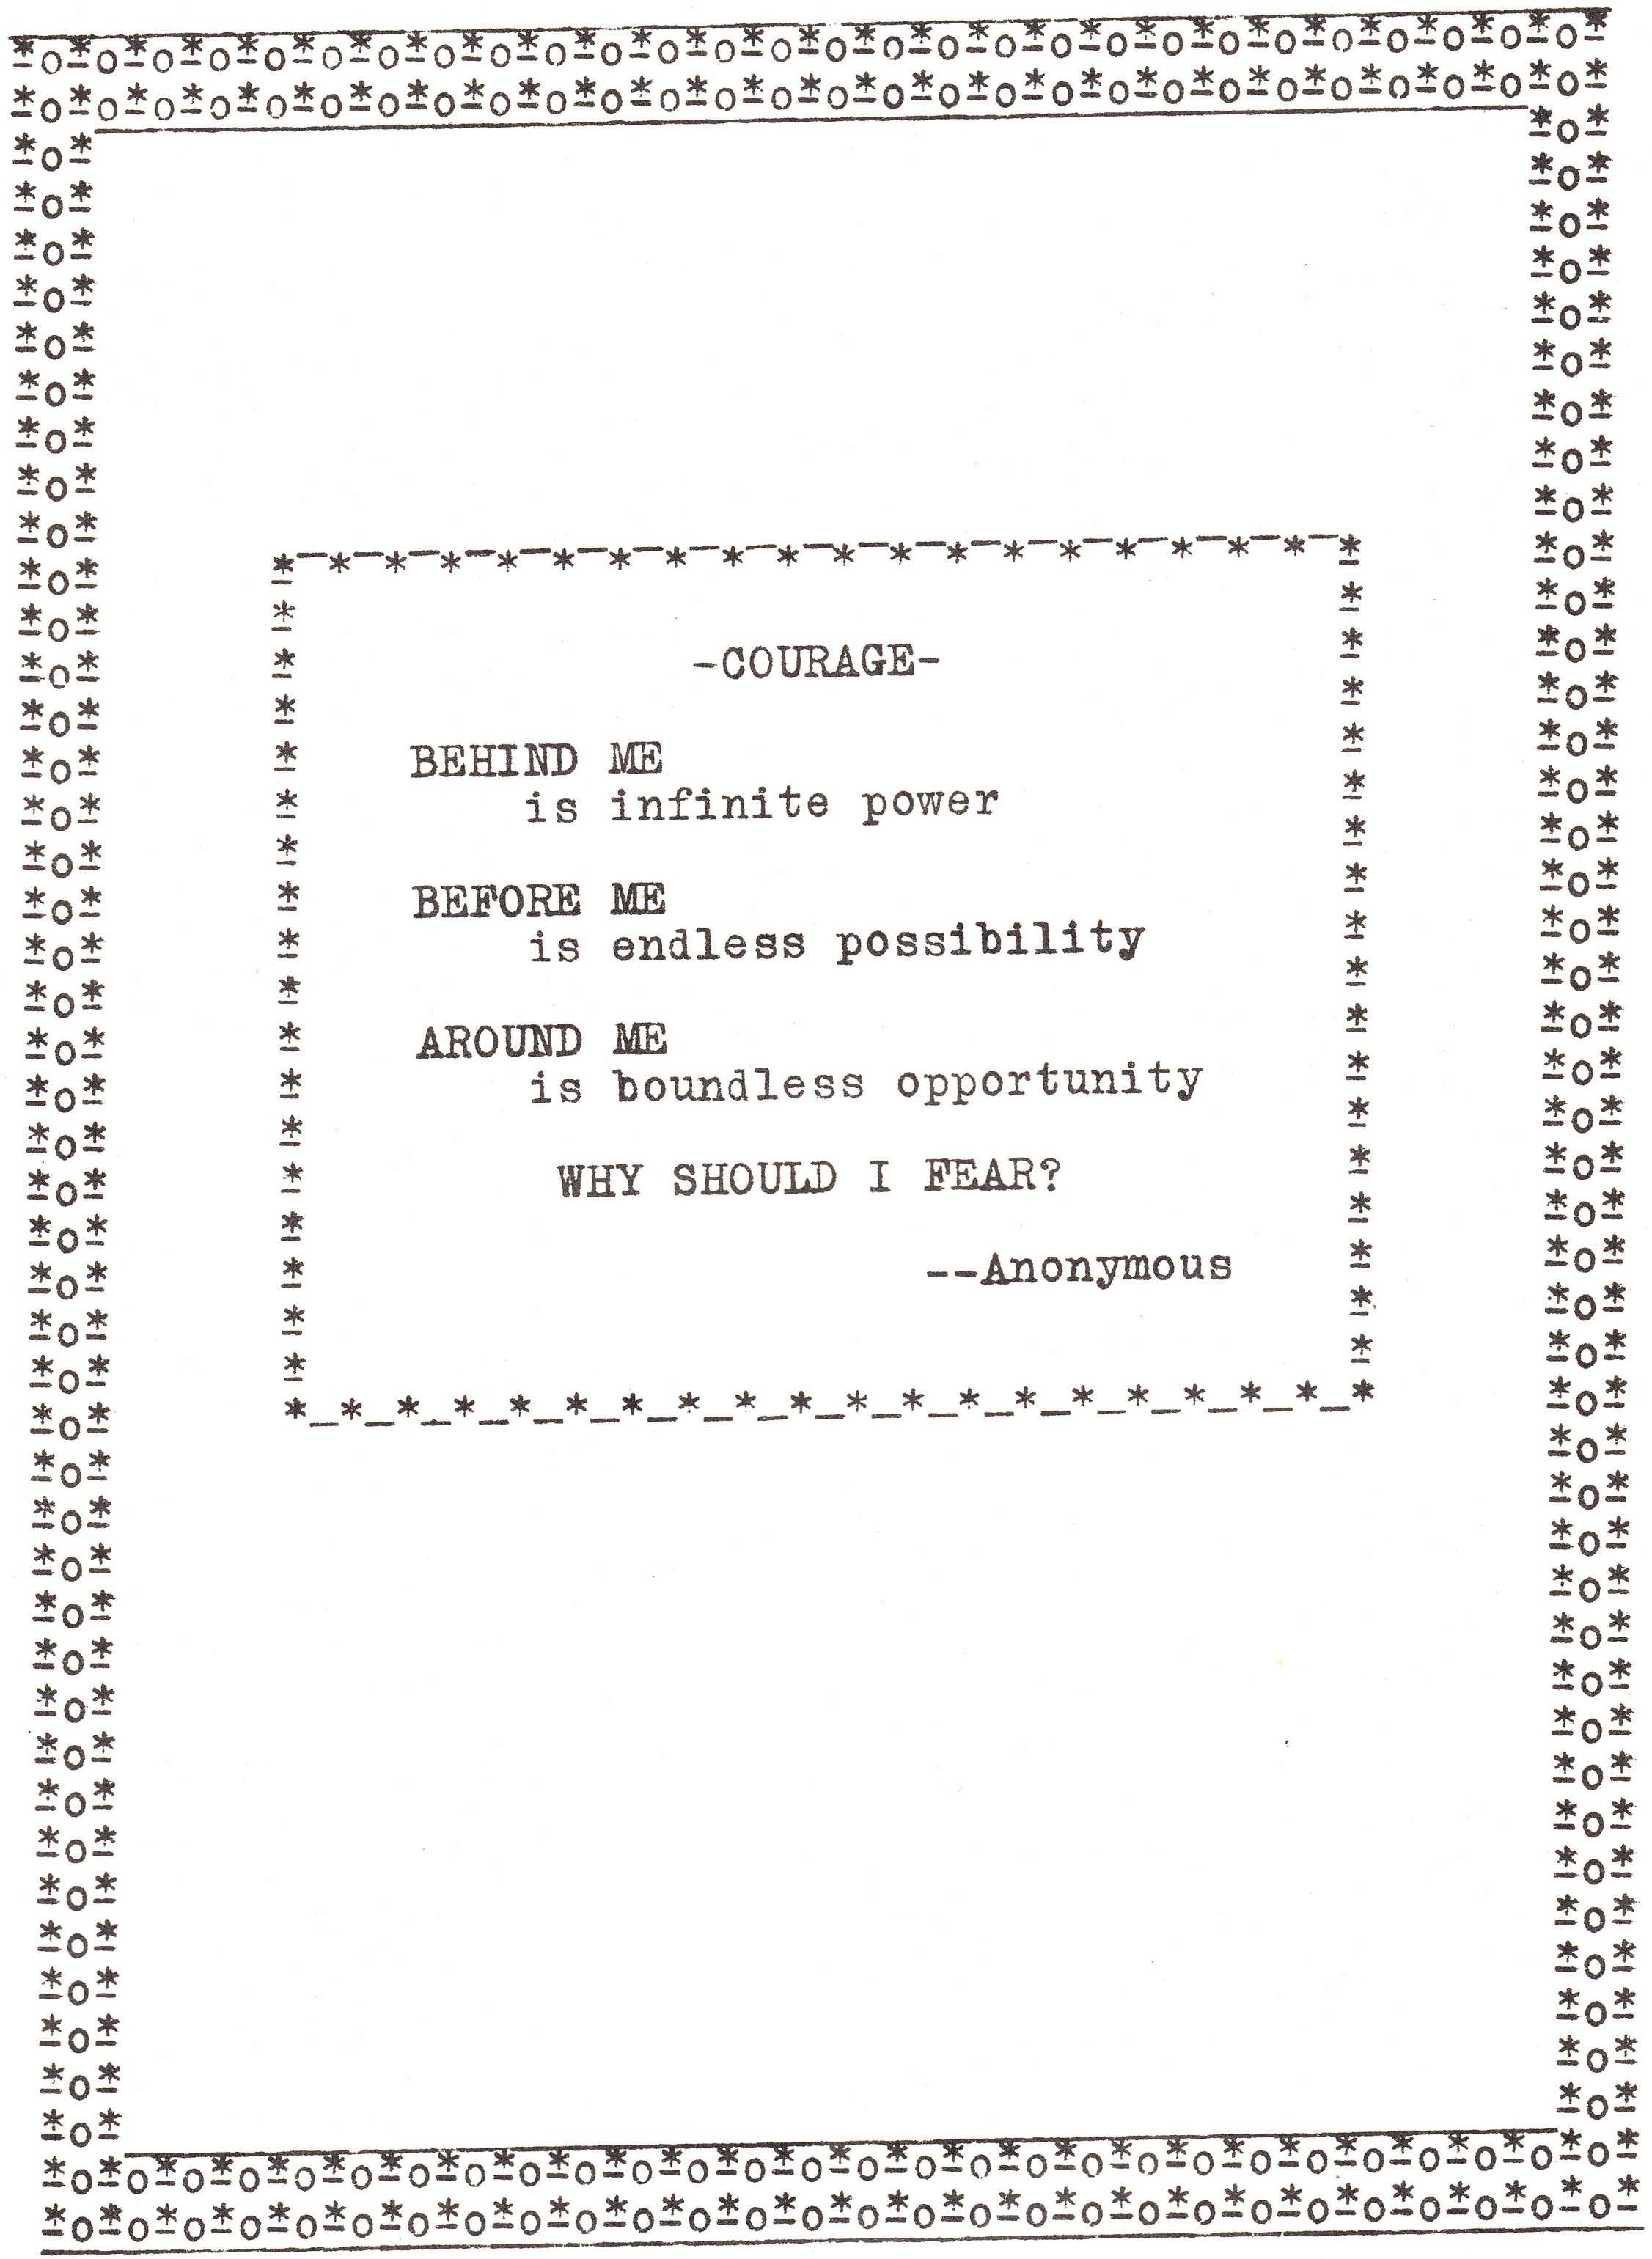 -COURAGE-
BEHIND ME
is infinite power
BEFORE ME
is endless possibility
AROUND ME
is boundless opportunity
WHY SHOULD I FEAR?
--Anonymous